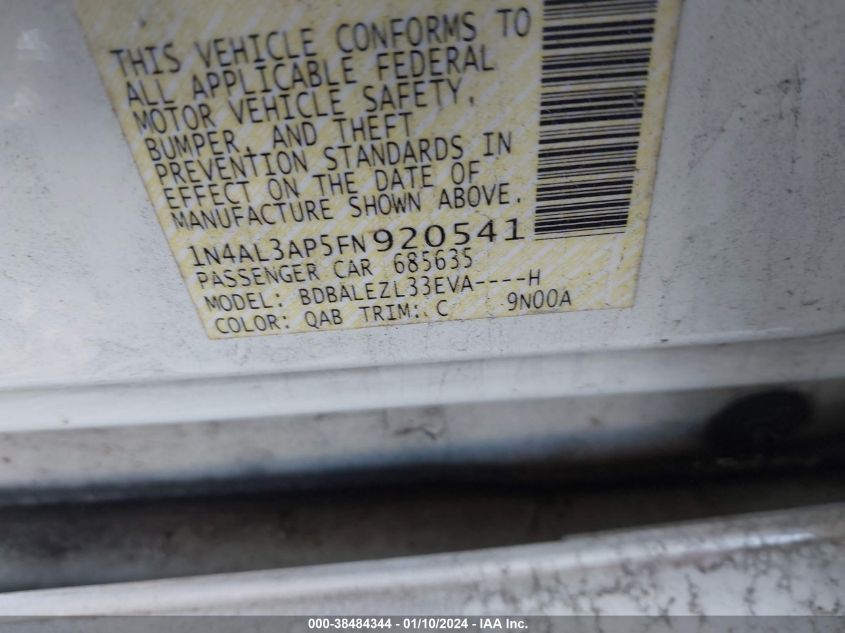 THIS VEHICLE CONFORMS TO
ALL APPLICABLE FEDERAL
MOTOR VEHICLE SAFETY,
BUMPER, AND THEFT
PREVENTION STANDARDS IN
EFFECT ON THE DATE OF
MANUFACTURE SHOWN ABOVE.
1N4AL3AP5FN920541
PASSENGER CAR 685635
MODEL: BDBALEZL33EVA----H
COLOR: QAB TRIM: C 9N00A
000-38484344 - 01/10/2024 - IAA Inc.